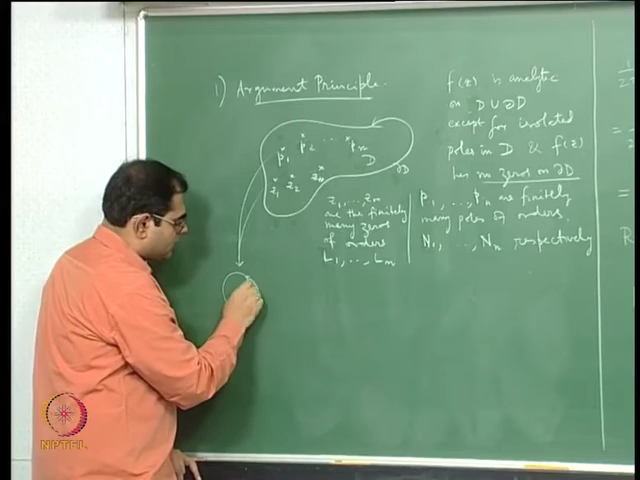 1) Argument Principle.
f(z) is analytic
on D ∪ ∂D
except for isolated
poles in D & f(z)
has no zeros on ∂D
p₁ p₂ ... pₙ
D
∂D
z₁ z₂ zₘ
z₁, ..., zₘ
are the finitely
many zeros
of orders
L₁, ..., Lₘ
p₁, ..., pₙ are finitely
many poles of orders.
N₁, ..., Nₙ respectively
NPTEL